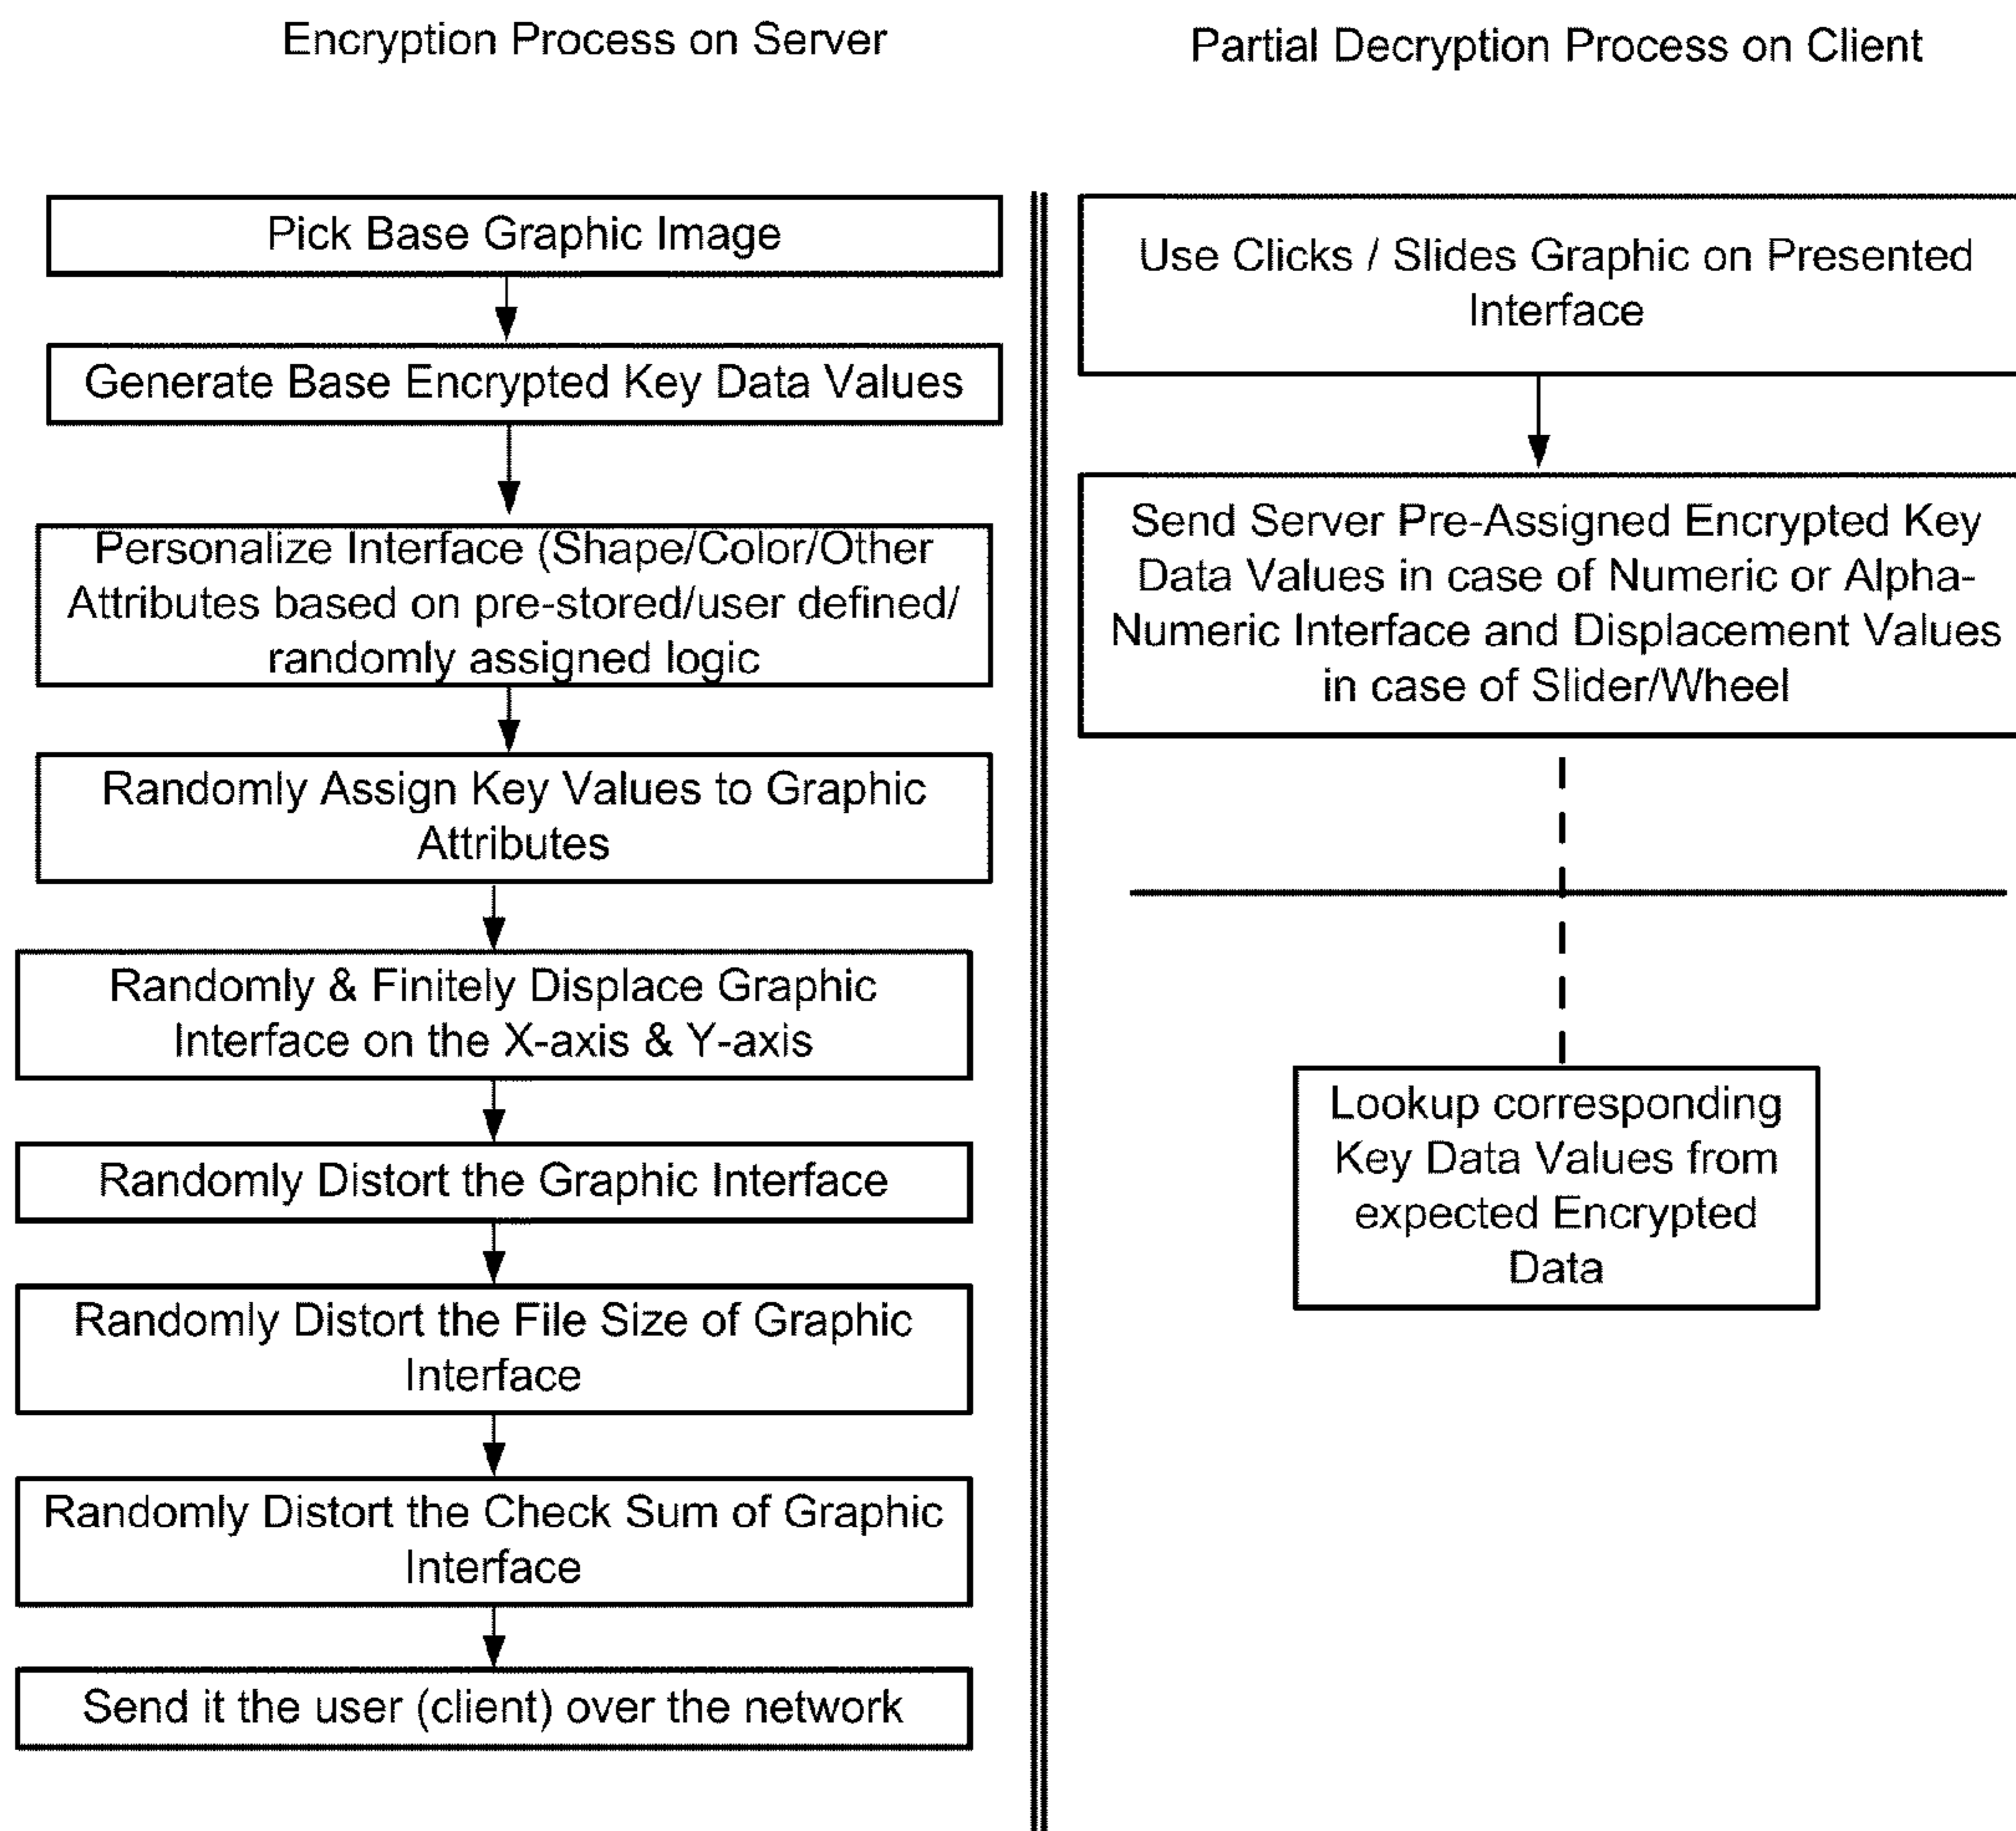 Encryption Process on Server
Pick Base Graphic Image
Generate Base Encrypted Key Data Values
Personalize Interface (Shape/Color/Other
Attributes based on pre-stored/user defined/
randomly assigned logic
Randomly Assign Key Values to Graphic
Attributes
Randomly & Finitely Displace Graphic
Interface on the X-axis & Y-axis
Randomly Distort the Graphic Interface
Randomly Distort the File Size of Graphic
Interface
Randomly Distort the Check Sum of Graphic
Interface
Send it the user (client) over the network
Partial Decryption Process on Client
Use Clicks / Slides Graphic on Presented
Interface
Send Server Pre-Assigned Encrypted Key
Data Values in case of Numeric or Alpha-
Numeric Interface and Displacement Values
in case of Slider/Wheel
Lookup corresponding
Key Data Values from
expected Encrypted
Data